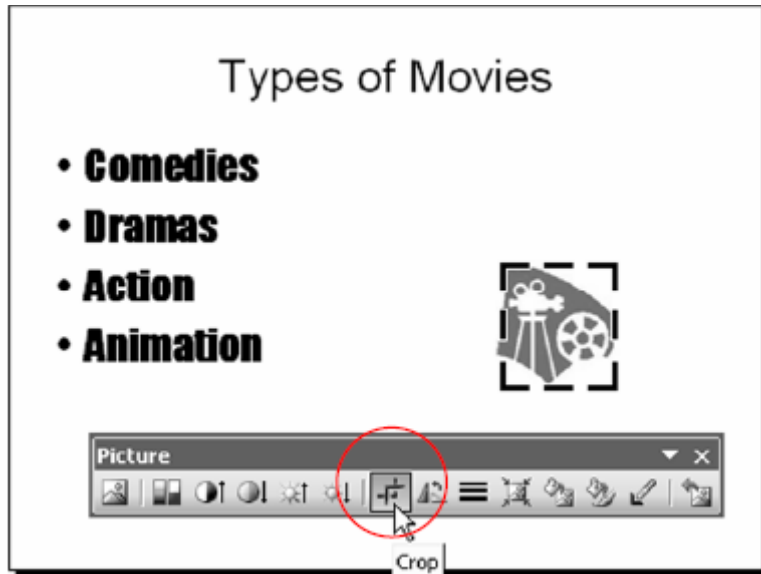 Types of Movies
• Comedies
• Dramas
• Action
• Animation
Picture
Crop